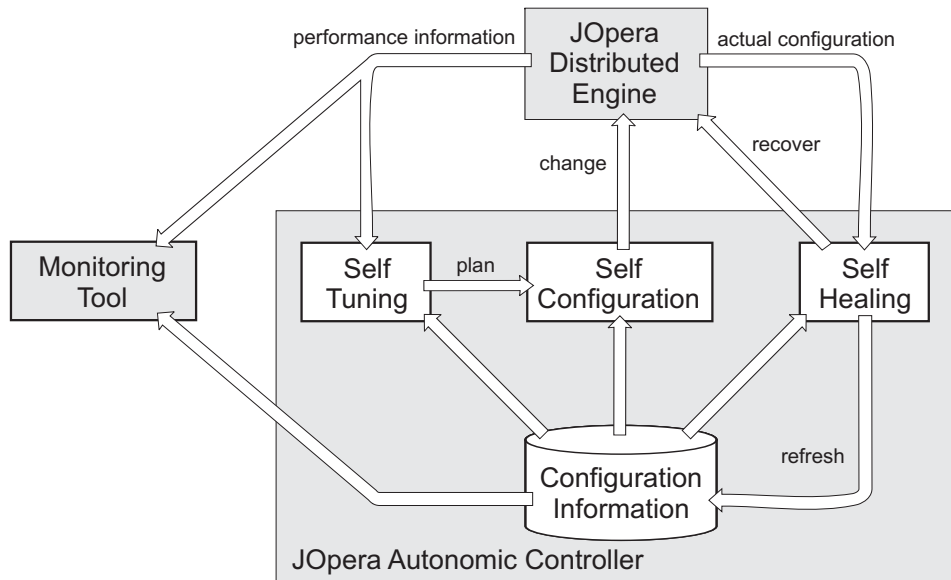 performance information
JOpera
Distributed
Engine
actual configuration
change
recover
Monitoring
Tool
Self
Tuning
plan
Self
Configuration
Self
Healing
Configuration
Information
refresh
JOpera Autonomic Controller